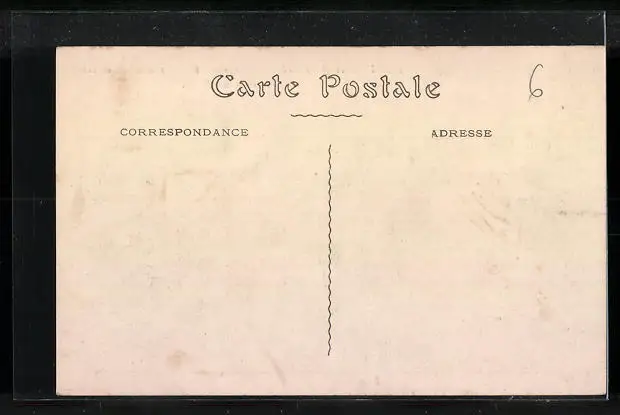 Carte Postale
6
CORRESPONDANCE
ADRESSE